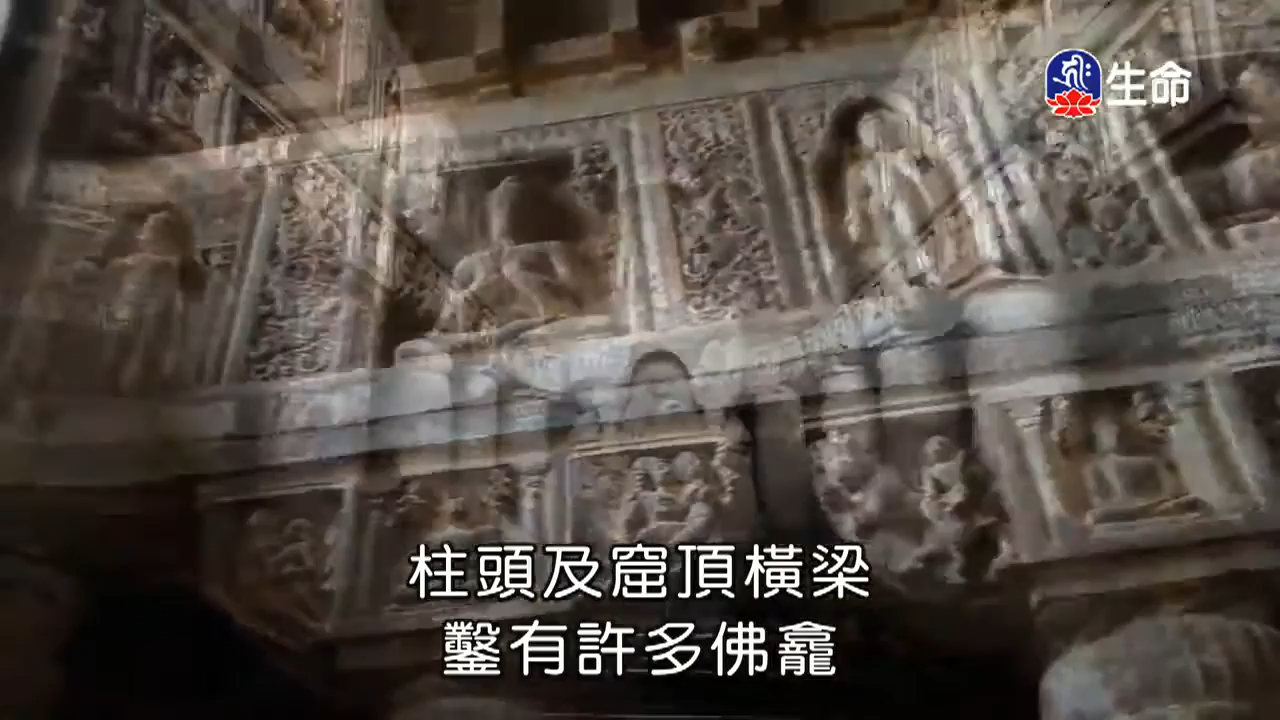 生命
柱頭及窟頂橫梁
鑿有許多佛龕